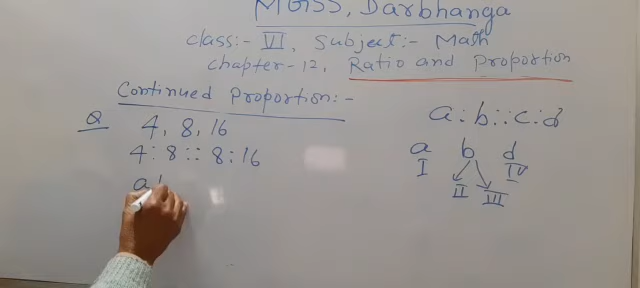 MGSS, Darbhanga
class:- VI, Subject:- Math
chapter-12, Ratio and Proportion
Continued Proportion:-
Q 4, 8, 16
4:8::8:16
a
a:b::c:d
a b d
I II III IV